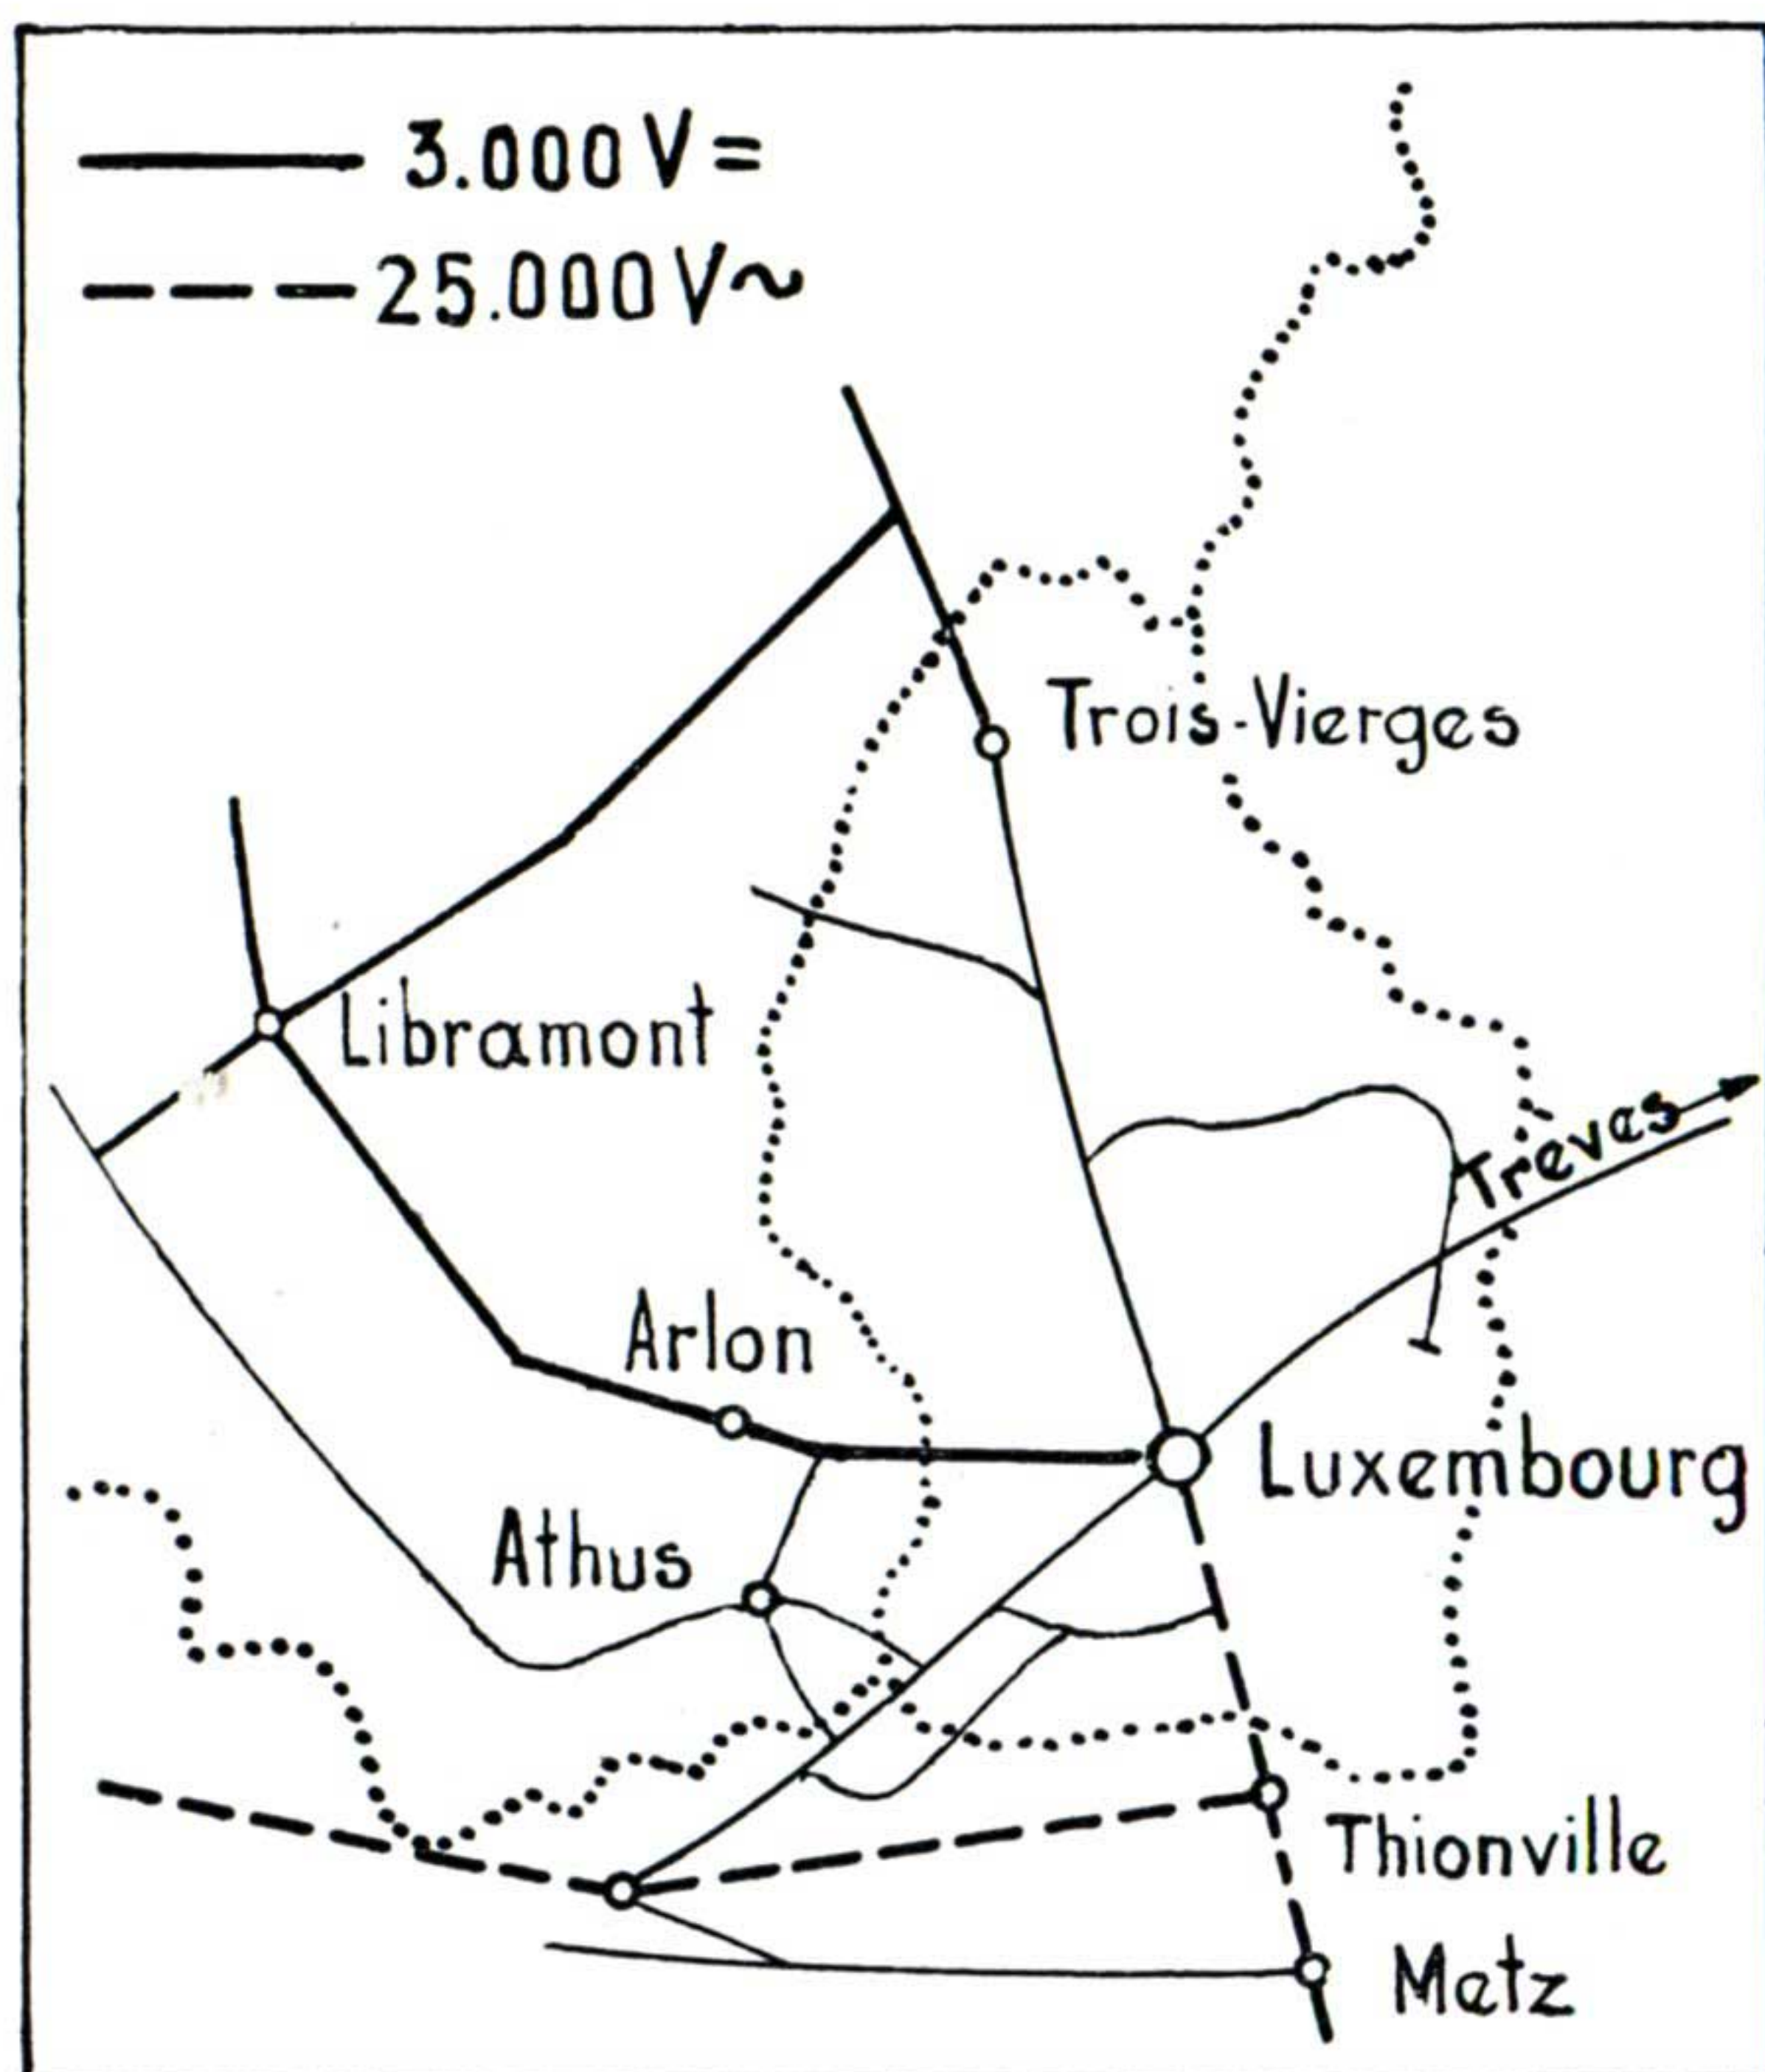 3.000 V =
25.000 V ~
Trois-Vierges
Libramont
Treves
Arlon
Luxembourg
Athus
Thionville
Metz